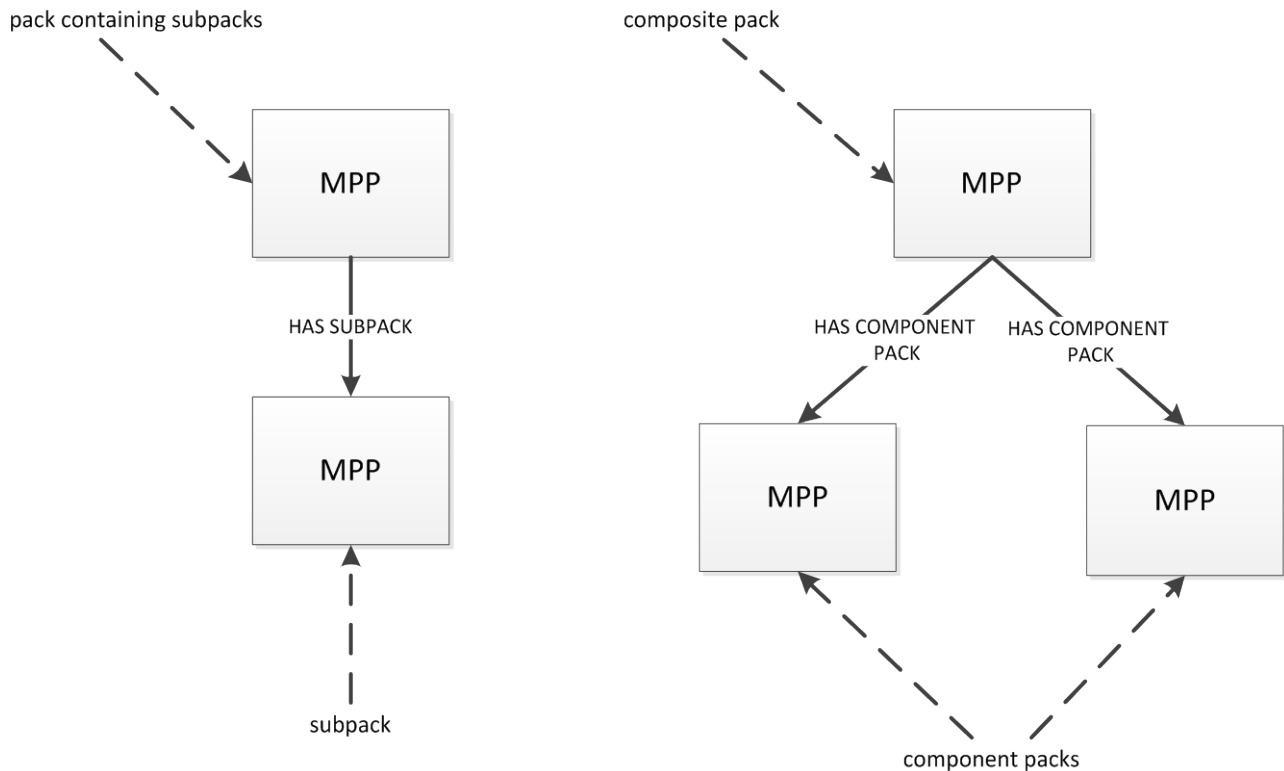 pack containing subpacks
MPP
HAS SUBPACK
MPP
subpack
composite pack
MPP
HAS COMPONENT
PACK
HAS COMPONENT
PACK
MPP
MPP
component packs